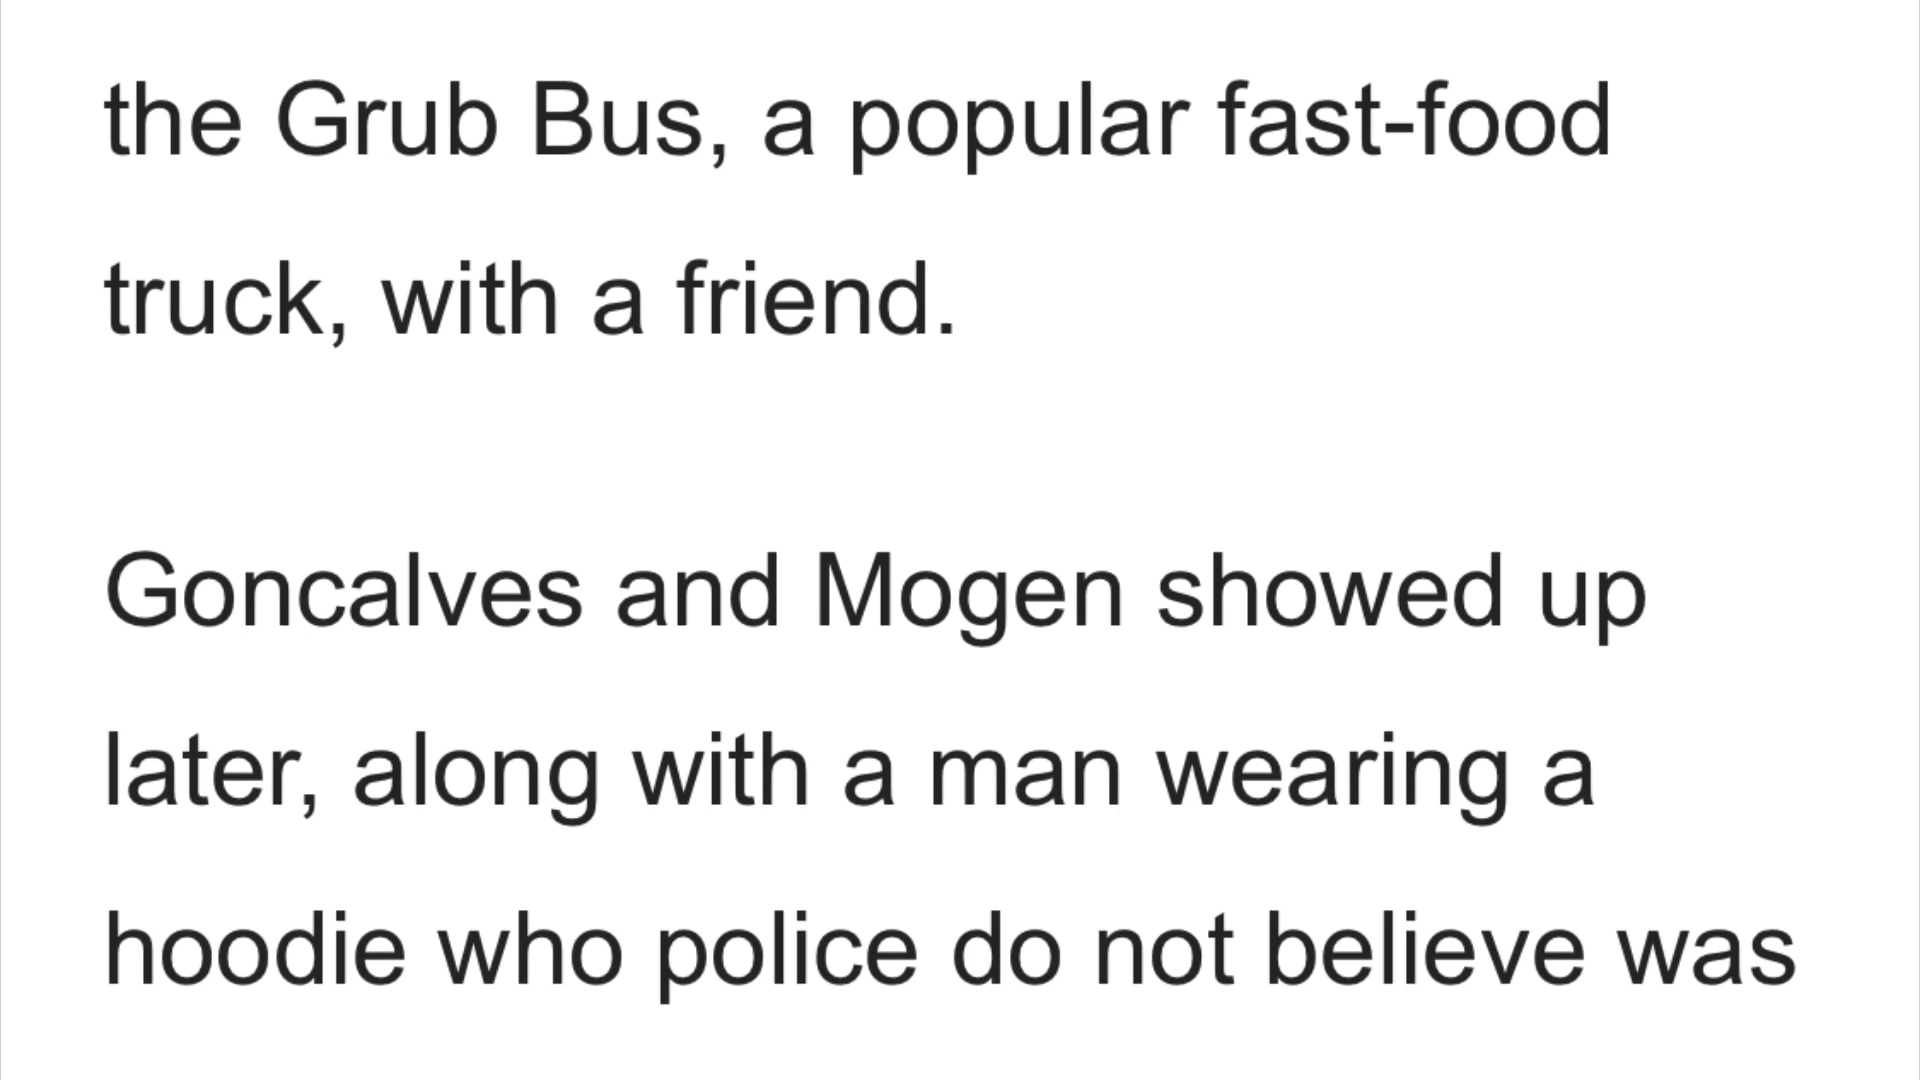 the Grub Bus, a popular fast-food
truck, with a friend.
Goncalves and Mogen showed up
later, along with a man wearing a
hoodie who police do not believe was